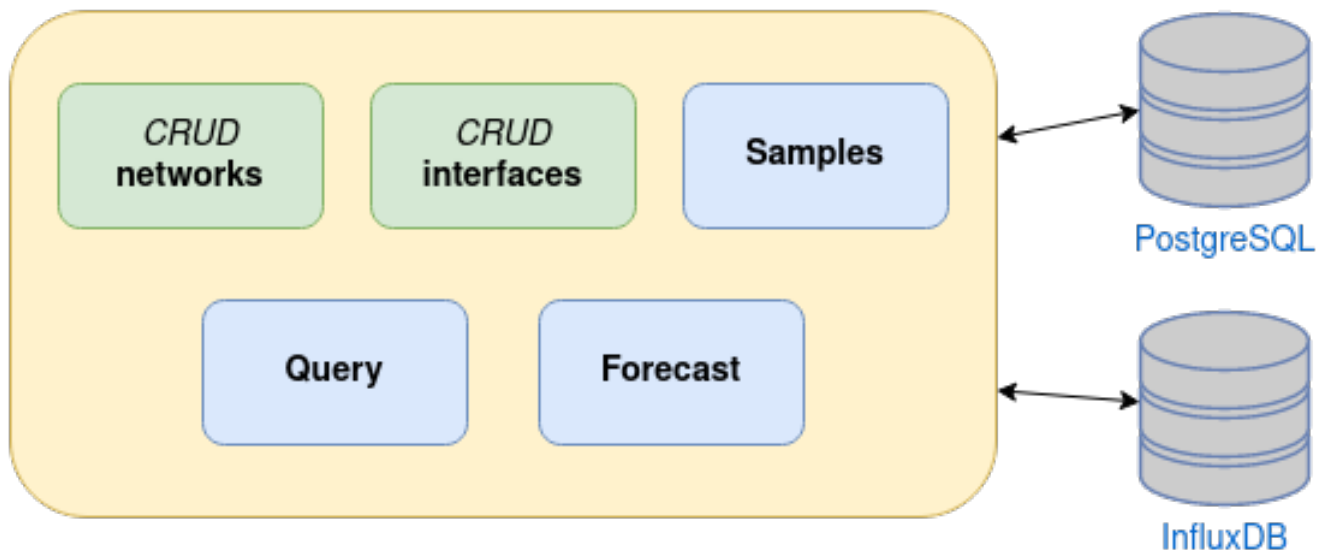 CRUD
networks
CRUD
interfaces
Samples
PostgreSQL
Query
Forecast
InfluxDB